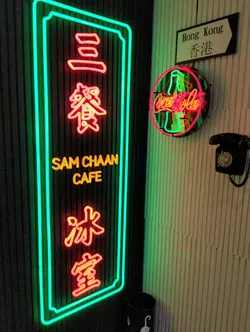 三餐
SAM CHAAN
CAFE
冰室
Coca-Cola
Hong Kong
香港